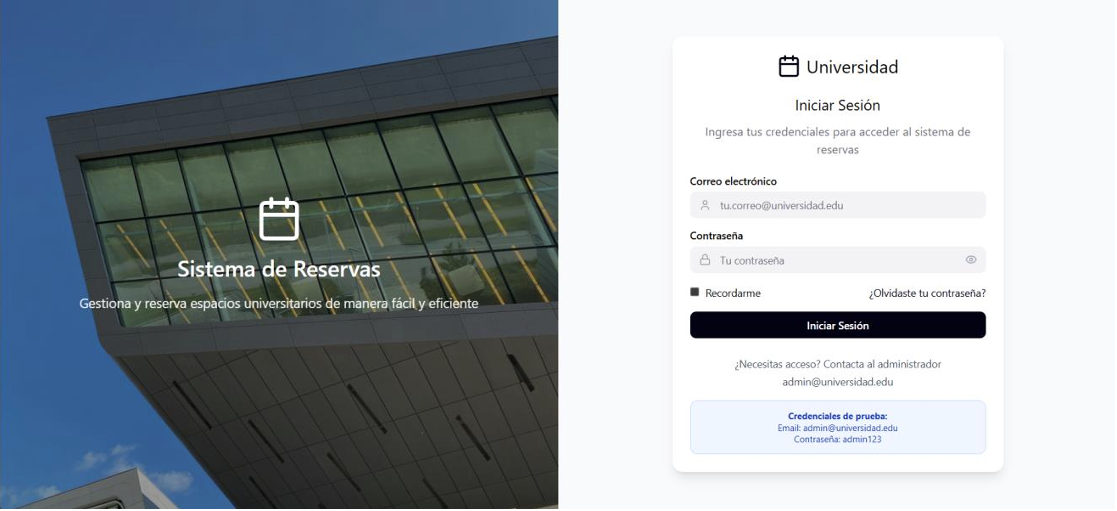 Sistema de Reservas
Gestiona y reserva espacios universitarios de manera fácil y eficiente
Universidad
Iniciar Sesión
Ingresa tus credenciales para acceder al sistema de
reservas
Correo electrónico
tu.correo@universidad.edu
Contraseña
Tu contraseña
Recordarme
¿Olvidaste tu contraseña?
Iniciar Sesión
¿Necesitas acceso? Contacta al administrador
admin@universidad.edu
Credenciales de prueba:
Email: admin@universidad.edu
Contraseña: admin123